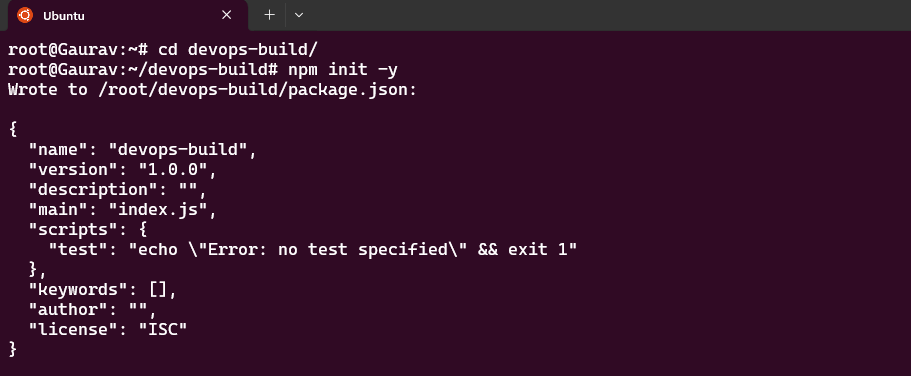 Ubuntu
root@Gaurav:~# cd devops-build/
root@Gaurav:~/devops-build# npm init -y
Wrote to /root/devops-build/package.json:
{
  "name": "devops-build",
  "version": "1.0.0",
  "description": "",
  "main": "index.js",
  "scripts": {
    "test": "echo \"Error: no test specified\" && exit 1"
  },
  "keywords": [],
  "author": "",
  "license": "ISC"
}